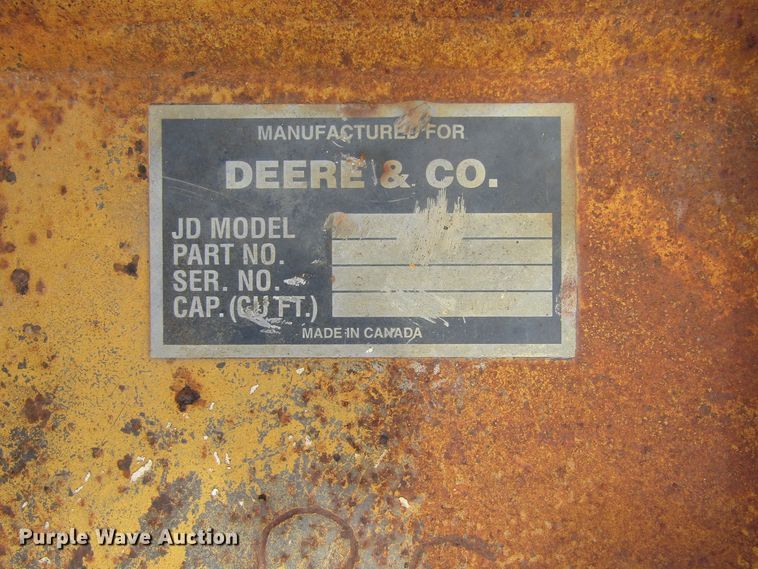 MANUFACTURED FOR
DEERE & CO.
JD MODEL
PART NO.
SER. NO.
CAP. (CU FT.)
MADE IN CANADA
Purple Wave Auction